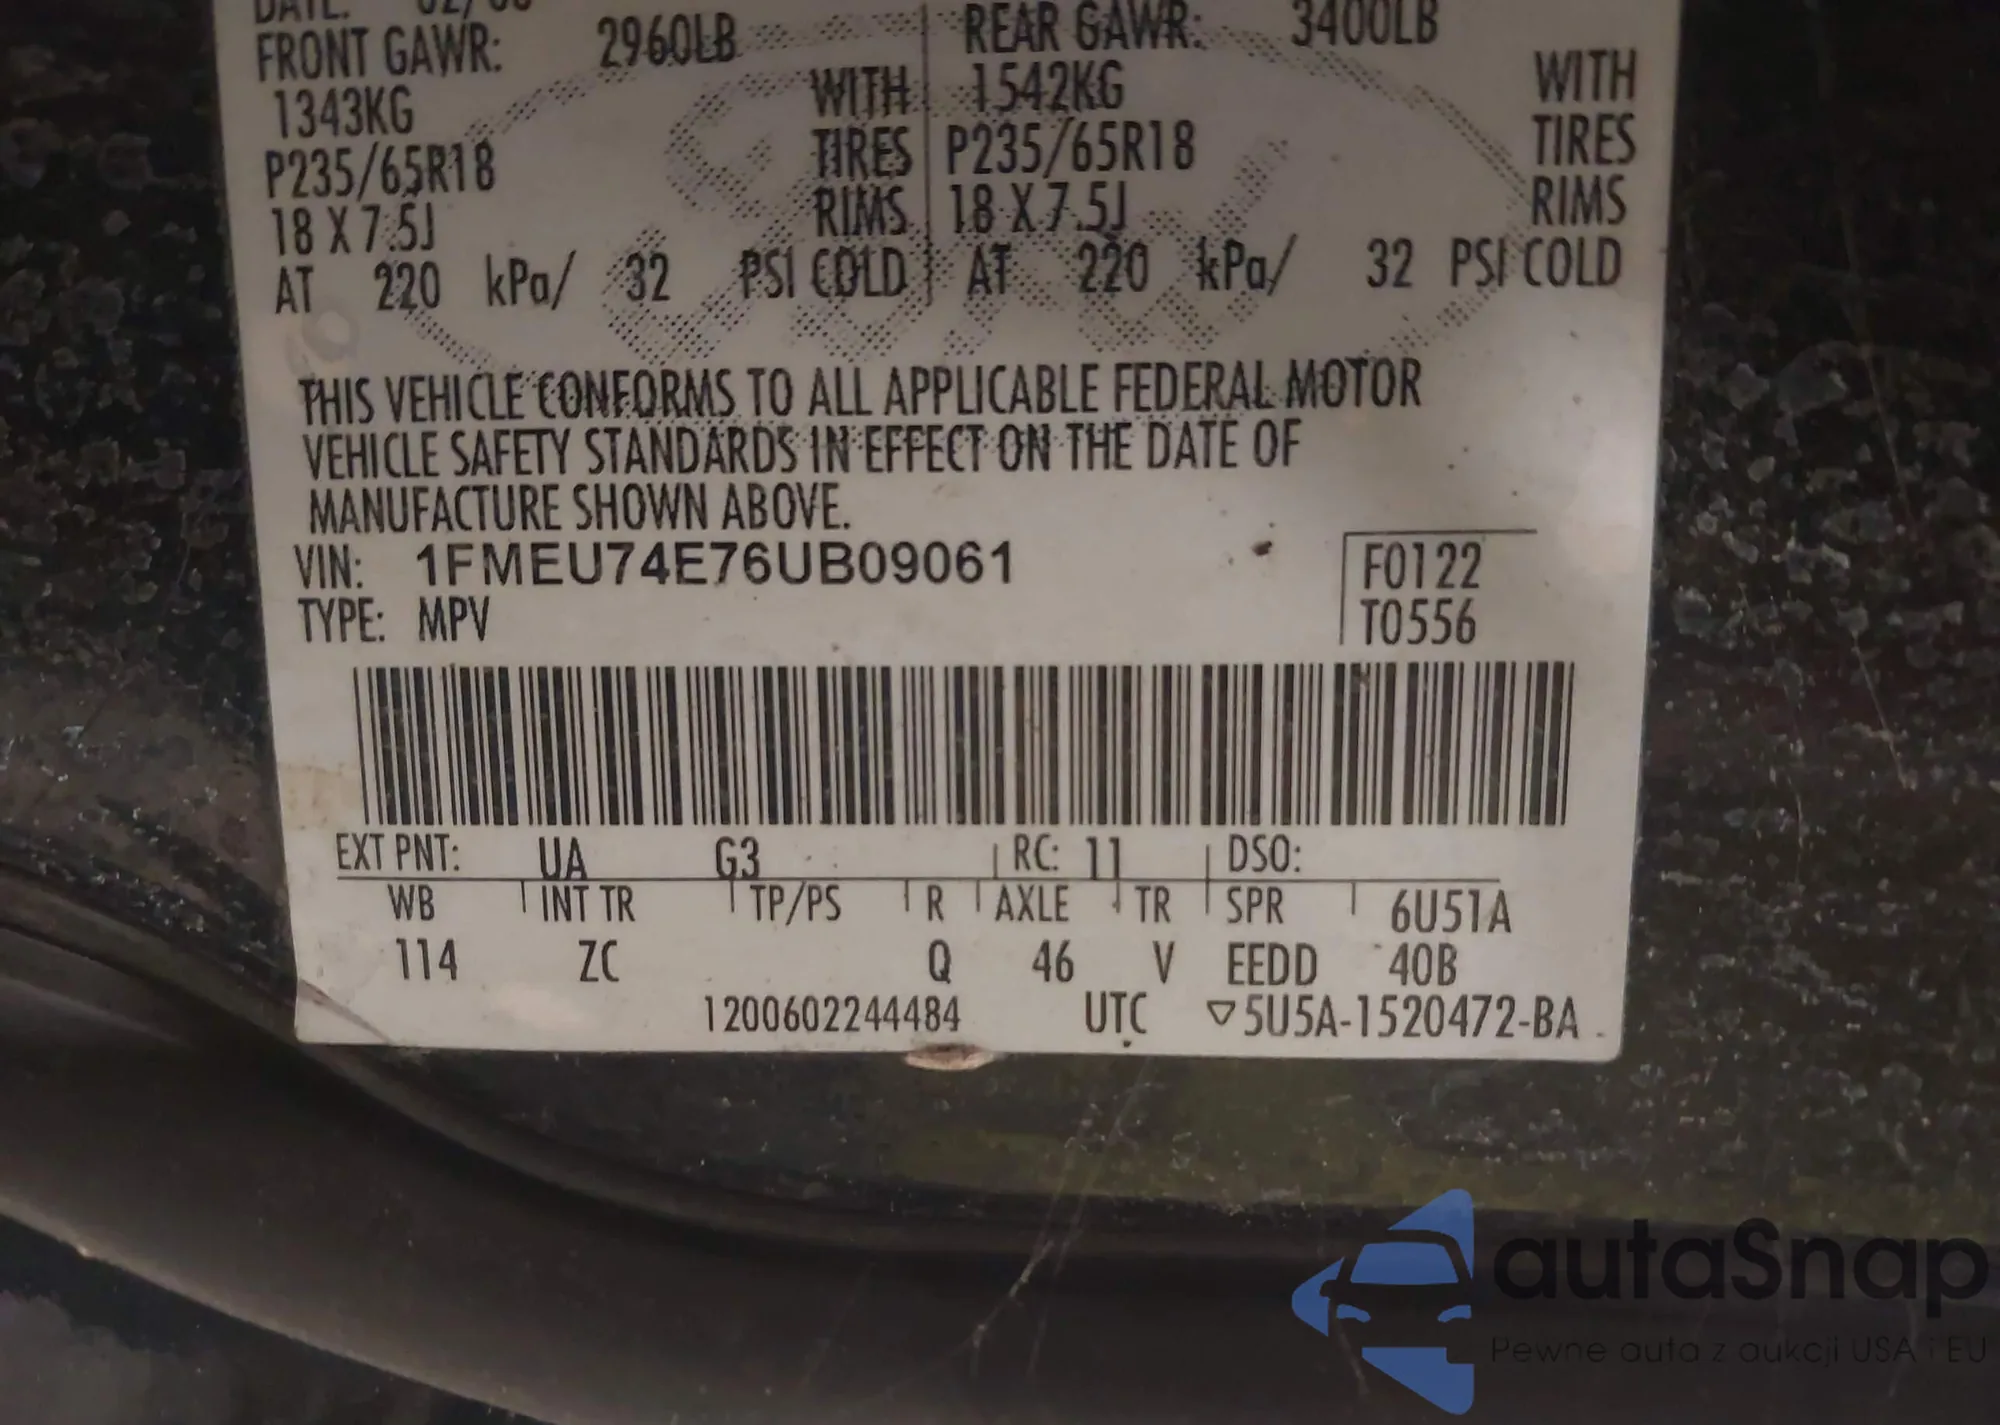 DATE: 02/06
FRONT GAWR: 2960LB
REAR GAWR: 3400LB
1343KG WITH
1542KG WITH
P235/65R18 TIRES
P235/65R18 TIRES
18 X 7.5J RIMS
18 X 7.5J RIMS
AT 220 kPa/ 32 PSI COLD
AT 220 kPa/ 32 PSI COLD
THIS VEHICLE CONFORMS TO ALL APPLICABLE FEDERAL MOTOR
VEHICLE SAFETY STANDARDS IN EFFECT ON THE DATE OF
MANUFACTURE SHOWN ABOVE.
VIN: 1FMEU74E76UB09061
F0122
TYPE: MPV
T0556
EXT PNT: UA G3 RC: 11 DSO:
WB INT TR TP/PS R AXLE TR SPR 6U51A
114 ZC Q 46 V EEDD 40B
1200602244484 UTC ▽5U5A-1520472-BA
autaSnap
Pewne auta z aukcji USA i EU